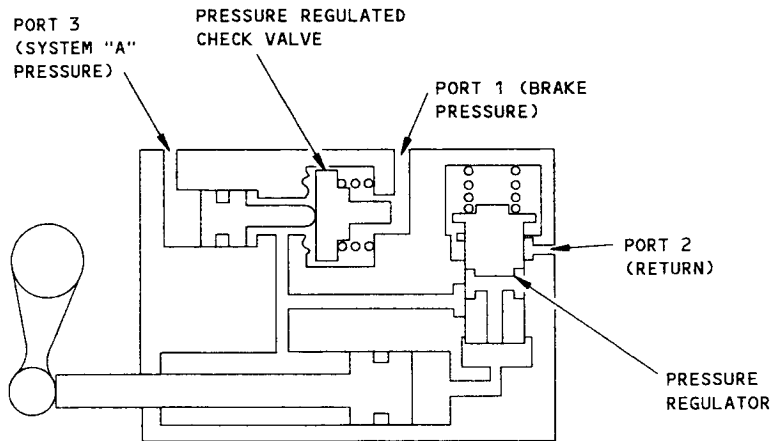 PORT 3
(SYSTEM "A"
PRESSURE)
PRESSURE REGULATED
CHECK VALVE
PORT 1 (BRAKE
PRESSURE)
PORT 2
(RETURN)
PRESSURE
REGULATOR